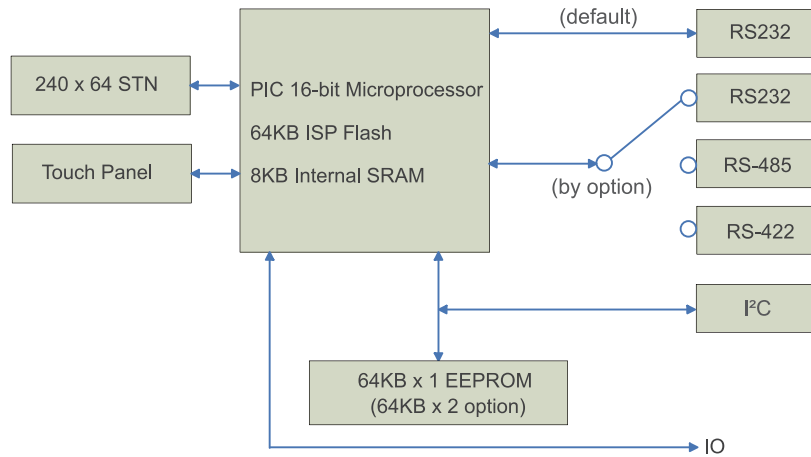 (default)
RS232
240 x 64 STN
PIC 16-bit Microprocessor
RS232
64KB ISP Flash
Touch Panel
8KB Internal SRAM
(by option)
RS-485
RS-422
I²C
64KB x 1 EEPROM
(64KB x 2 option)
IO